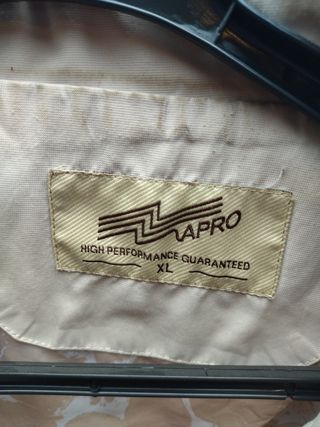 APRO
HIGH PERFORMANCE GUARANTEED
XL